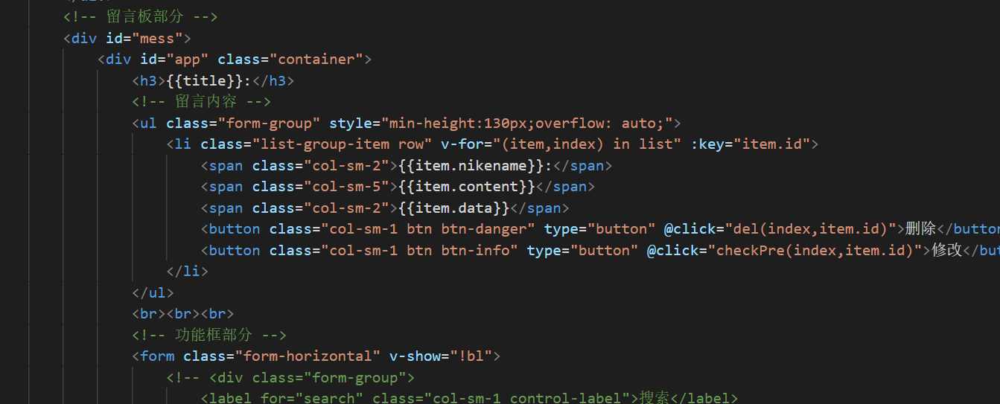 <!-- 留言板部分 -->
<div id="mess">
<div id="app" class="container">
<h3>{{title}}:</h3>
<!-- 留言内容 -->
<ul class="form-group" style="min-height:130px;overflow: auto;">
<li class="list-group-item row" v-for="(item,index) in list" :key="item.id">
<span class="col-sm-2">{{item.nikename}}:</span>
<span class="col-sm-5">{{item.content}}</span>
<span class="col-sm-2">{{item.data}}</span>
<button class="col-sm-1 btn btn-danger" type="button" @click="del(index,item.id)">删除</button
<button class="col-sm-1 btn btn-info" type="button" @click="checkPre(index,item.id)">修改</but
</li>
</ul>
<br><br><br>
<!-- 功能框部分 -->
<form class="form-horizontal" v-show="!bl">
<!-- <div class="form-group">
<label for="search" class="col-sm-1 control-label">搜索</label>